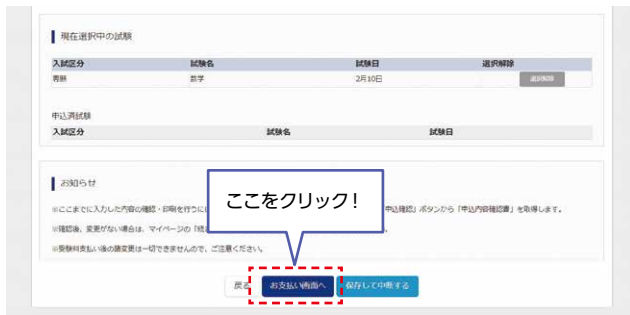 現在選択中の試験
入試区分 試験名 試験日 選択解除
専願 数学 2月10日 選択解除
申込済試験
入試区分 試験名 試験日
お知らせ
※ここまでに入力した内容の確認・印刷を行うに 「申込確認」ボタンから「申込内容確認書」を取得します。
ここをクリック!
※確認後、変更がない場合は、マイページの「続
※受験料支払い後の諸変更は一切できませんので、ご注意ください。
戻る お支払い画面へ 保存して中断する